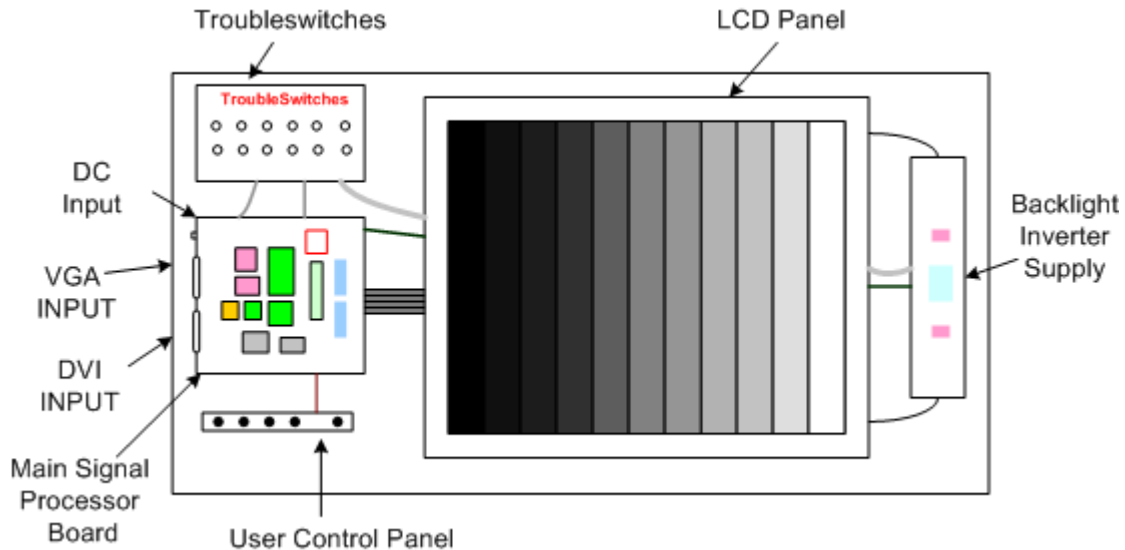 Troubleswitches
LCD Panel
TroubleSwitches
DC
Input
VGA
INPUT
DVI
INPUT
Main Signal
Processor
Board
User Control Panel
Backlight
Inverter
Supply